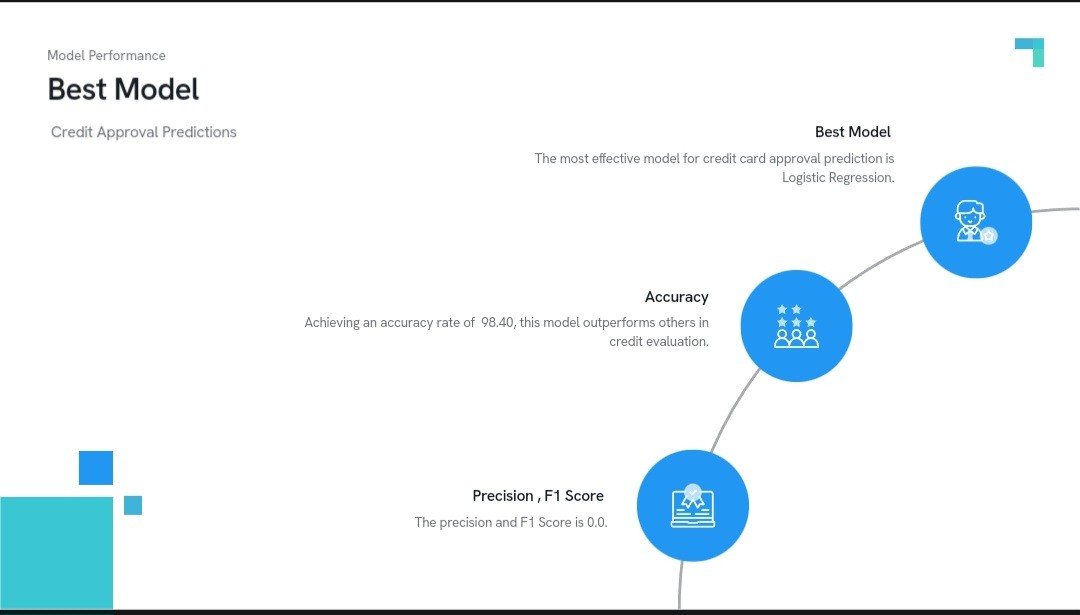 Model Performance
Best Model
Credit Approval Predictions
Best Model
The most effective model for credit card approval prediction is
Logistic Regression.
Accuracy
Achieving an accuracy rate of  98.40, this model outperforms others in
credit evaluation.
Precision , F1 Score
The precision and F1 Score is 0.0.